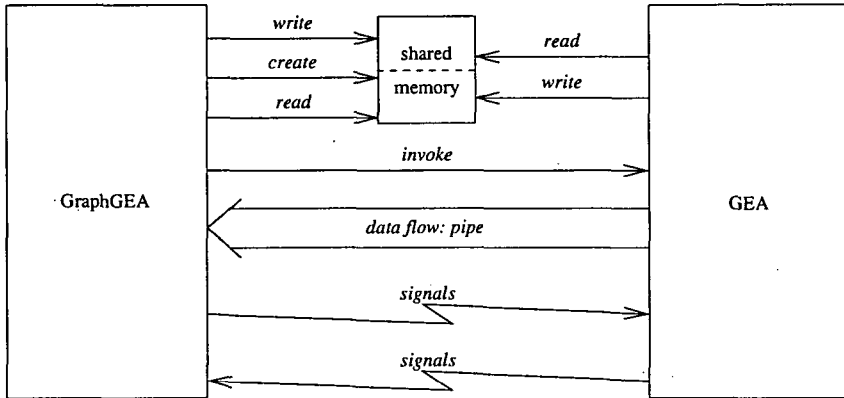 write
shared
read
create
memory
write
read
invoke
GraphGEA
GEA
data flow: pipe
signals
signals